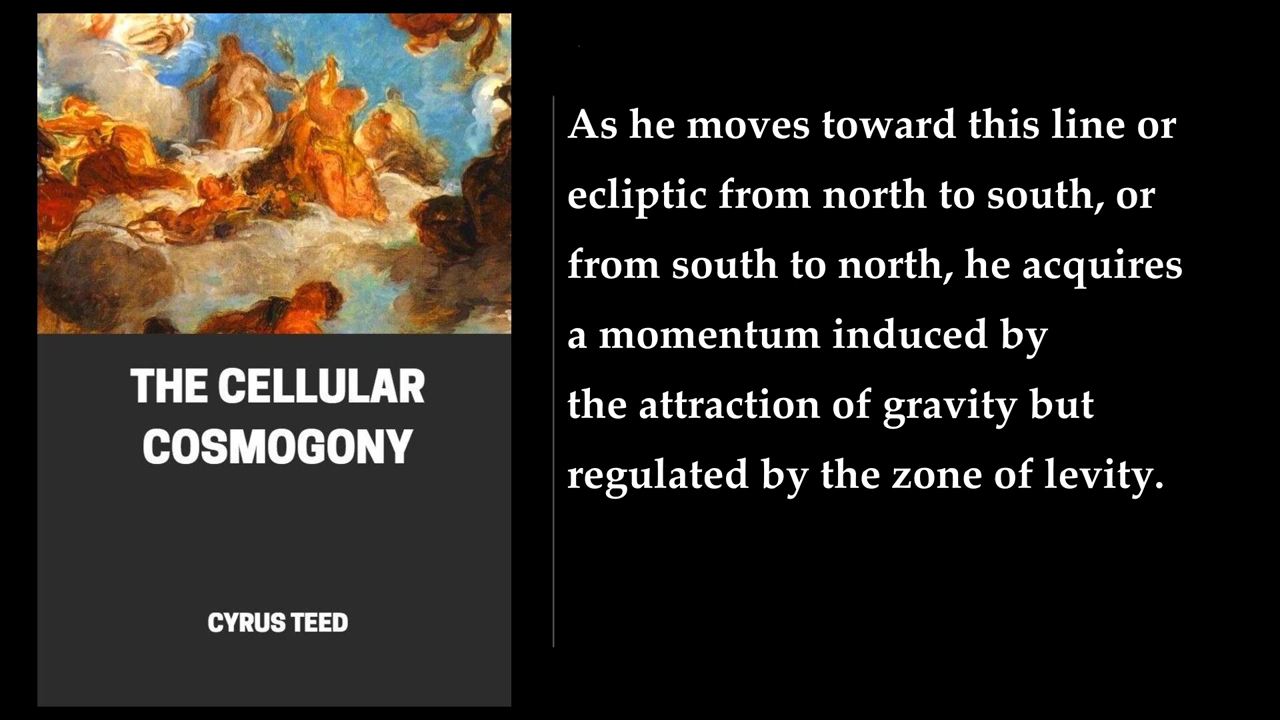 THE CELLULAR
COSMOGONY
CYRUS TEED
As he moves toward this line or
ecliptic from north to south, or
from south to north, he acquires
a momentum induced by
the attraction of gravity but
regulated by the zone of levity.